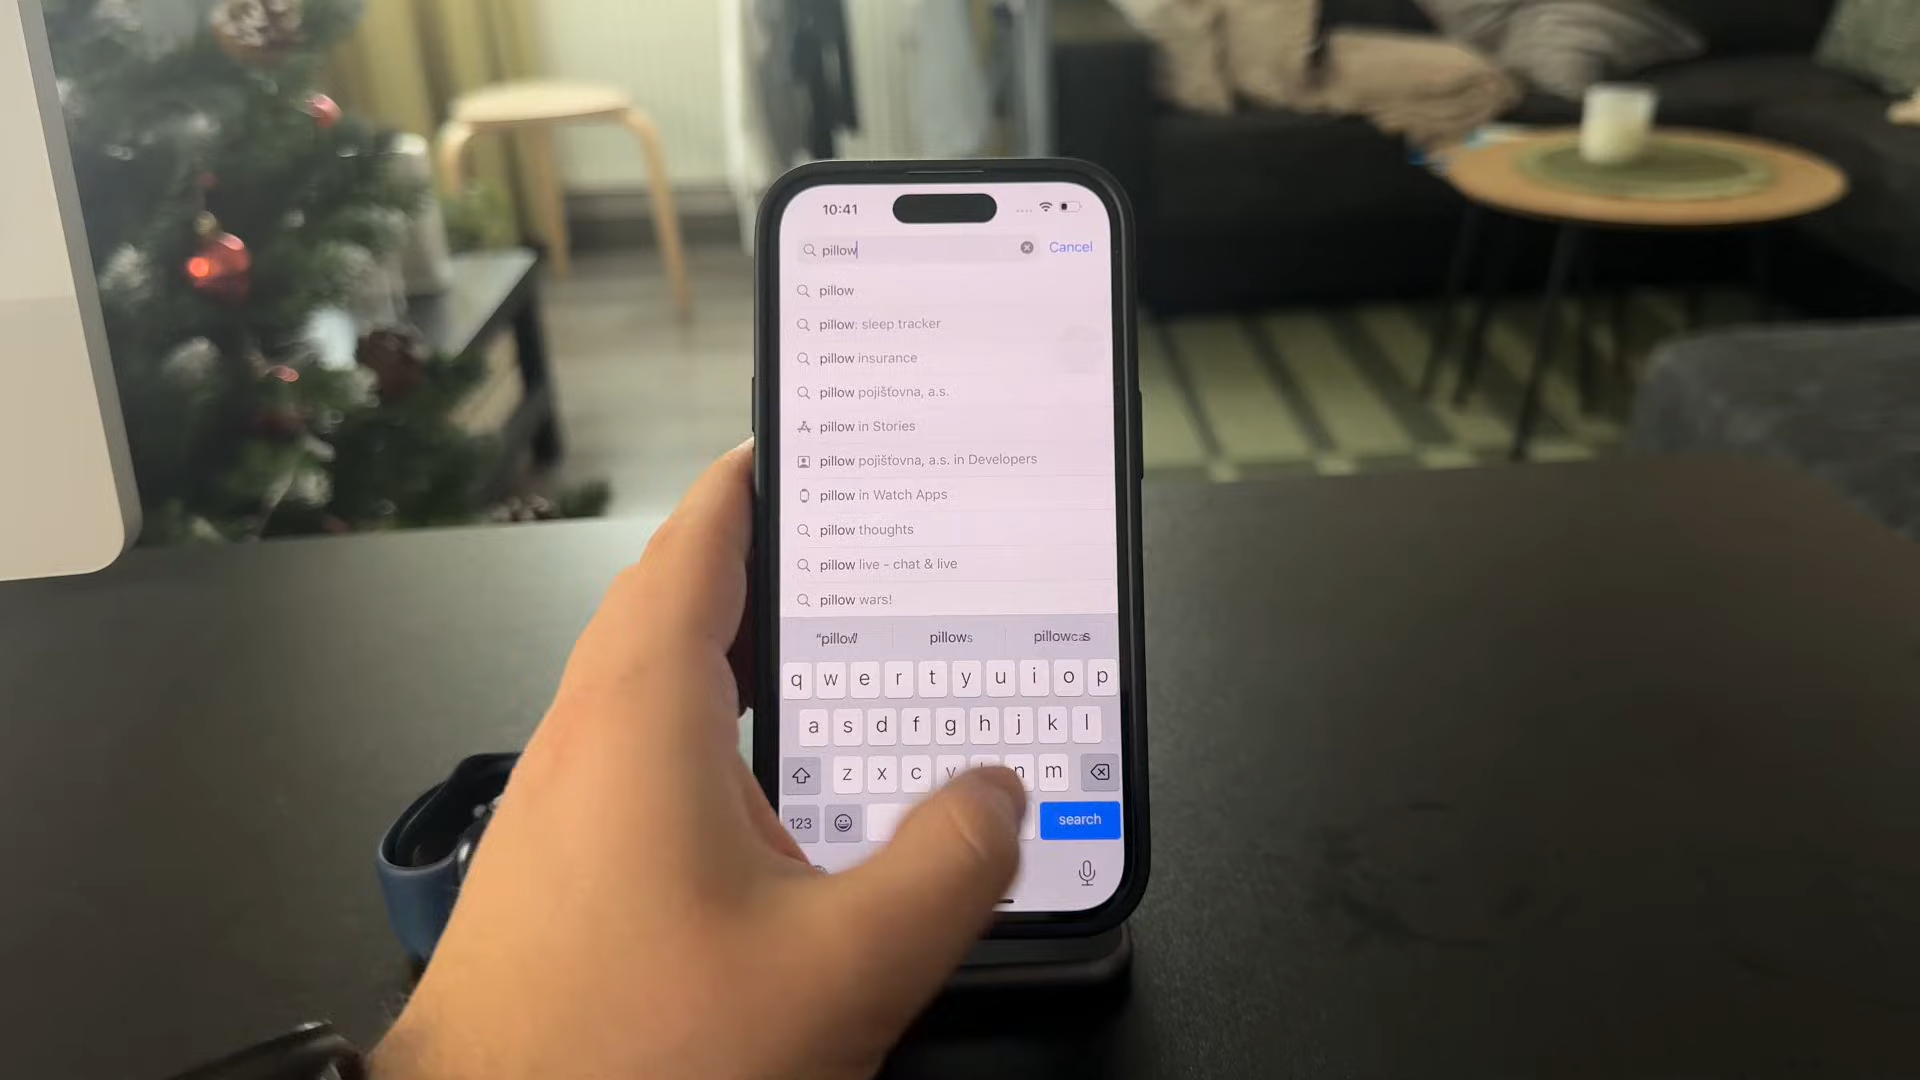 10:41
pillow
Cancel
pillow
pillow: sleep tracker
pillow insurance
pillow pojišťovna, a.s.
pillow in Stories
pillow pojišťovna, a.s. in Developers
pillow in Watch Apps
pillow thoughts
pillow live - chat & live
pillow wars!
pillows
q w e r t y u i o p
a s d f g h j k l
z x c v n m
123
search